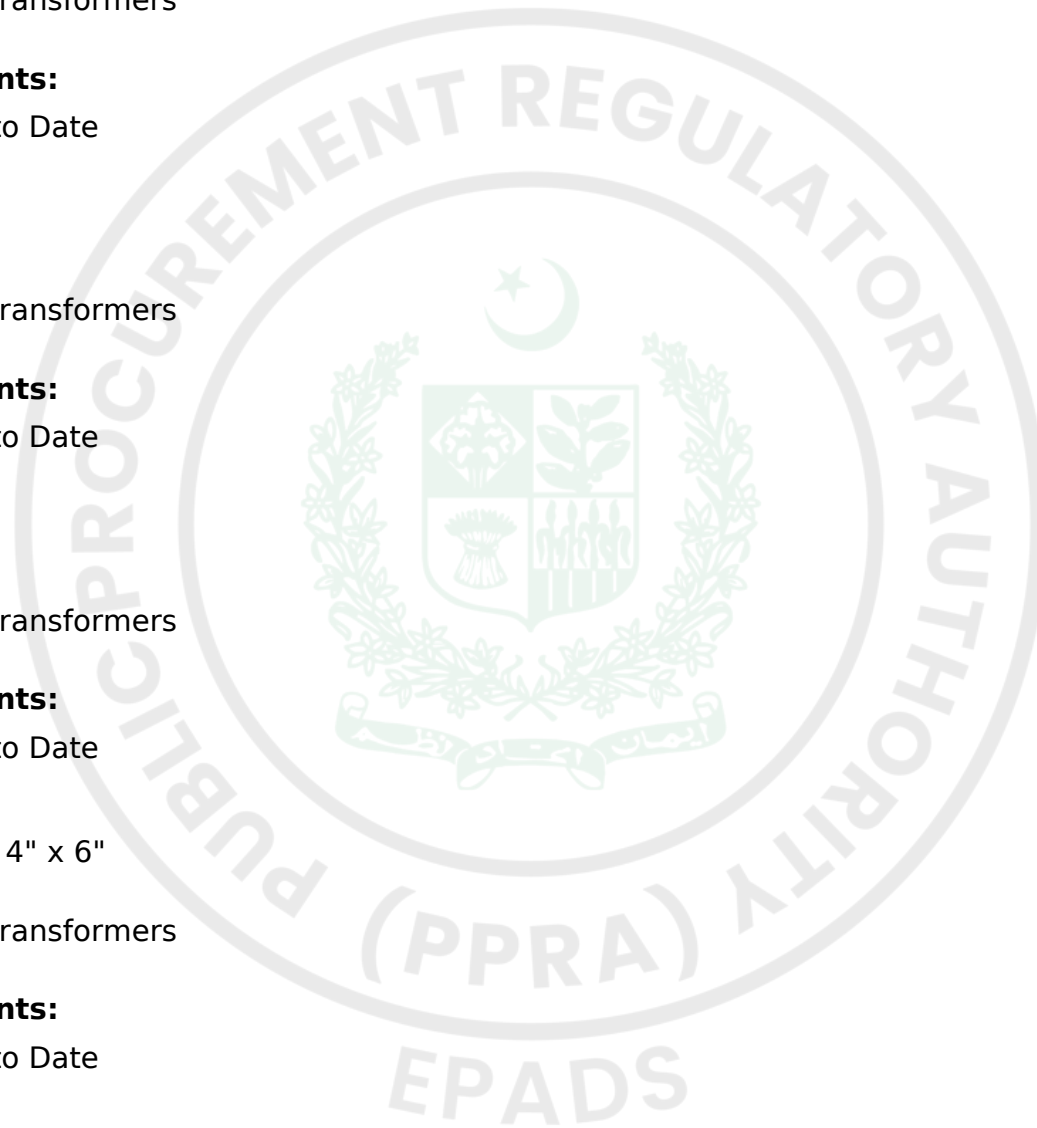 ransformers
nts:
to Date
ransformers
nts:
to Date
ransformers
nts:
to Date
4" x 6"
ransformers
nts:
to Date
PUBLIC PROCUREMENT REGULATORY AUTHORITY
(PPRA)
EPADS